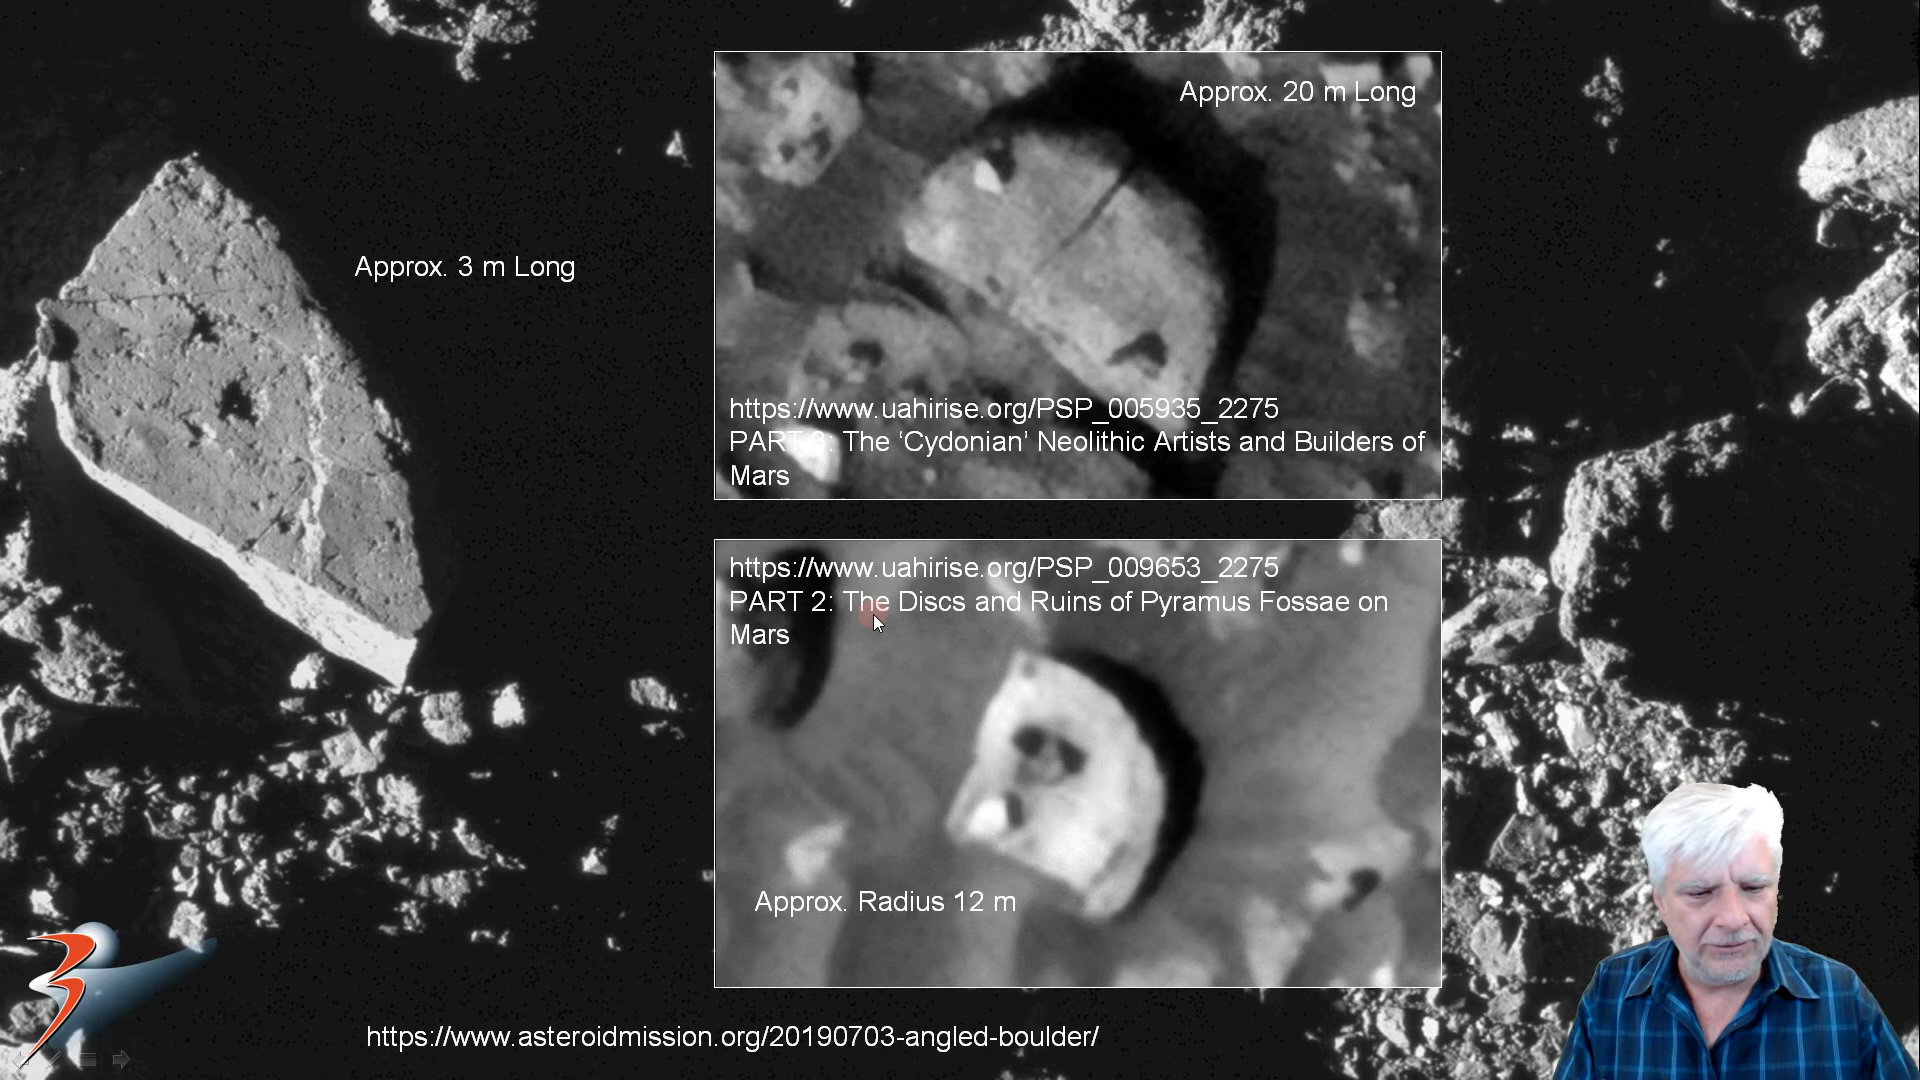 Approx. 3 m Long
Approx. 20 m Long
https://www.uahirise.org/PSP_005935_2275
PART 3: The ‘Cydonian’ Neolithic Artists and Builders of
Mars
https://www.uahirise.org/PSP_009653_2275
PART 2: The Discs and Ruins of Pyramus Fossae on
Mars
Approx. Radius 12 m
https://www.asteroidmission.org/20190703-angled-boulder/